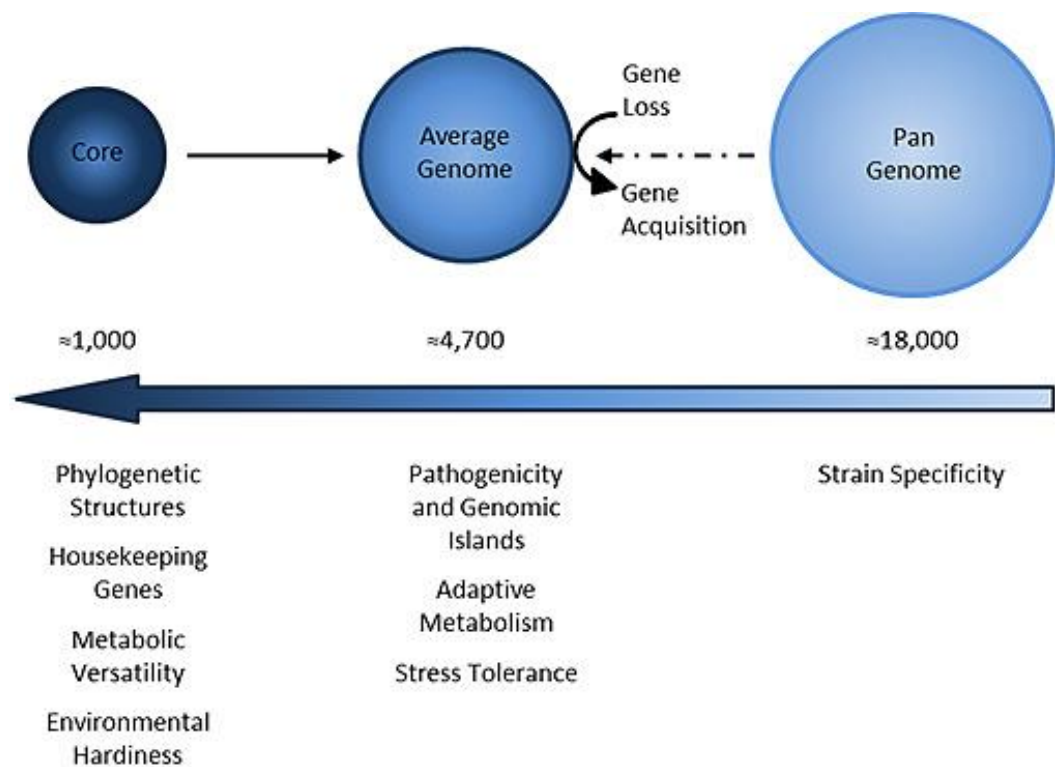 Core
Average
Genome
Gene
Loss
Gene
Acquisition
Pan
Genome
≈1,000
≈4,700
≈18,000
Phylogenetic
Structures
Housekeeping
Genes
Metabolic
Versatility
Environmental
Hardiness
Pathogenicity
and Genomic
Islands
Adaptive
Metabolism
Stress Tolerance
Strain Specificity